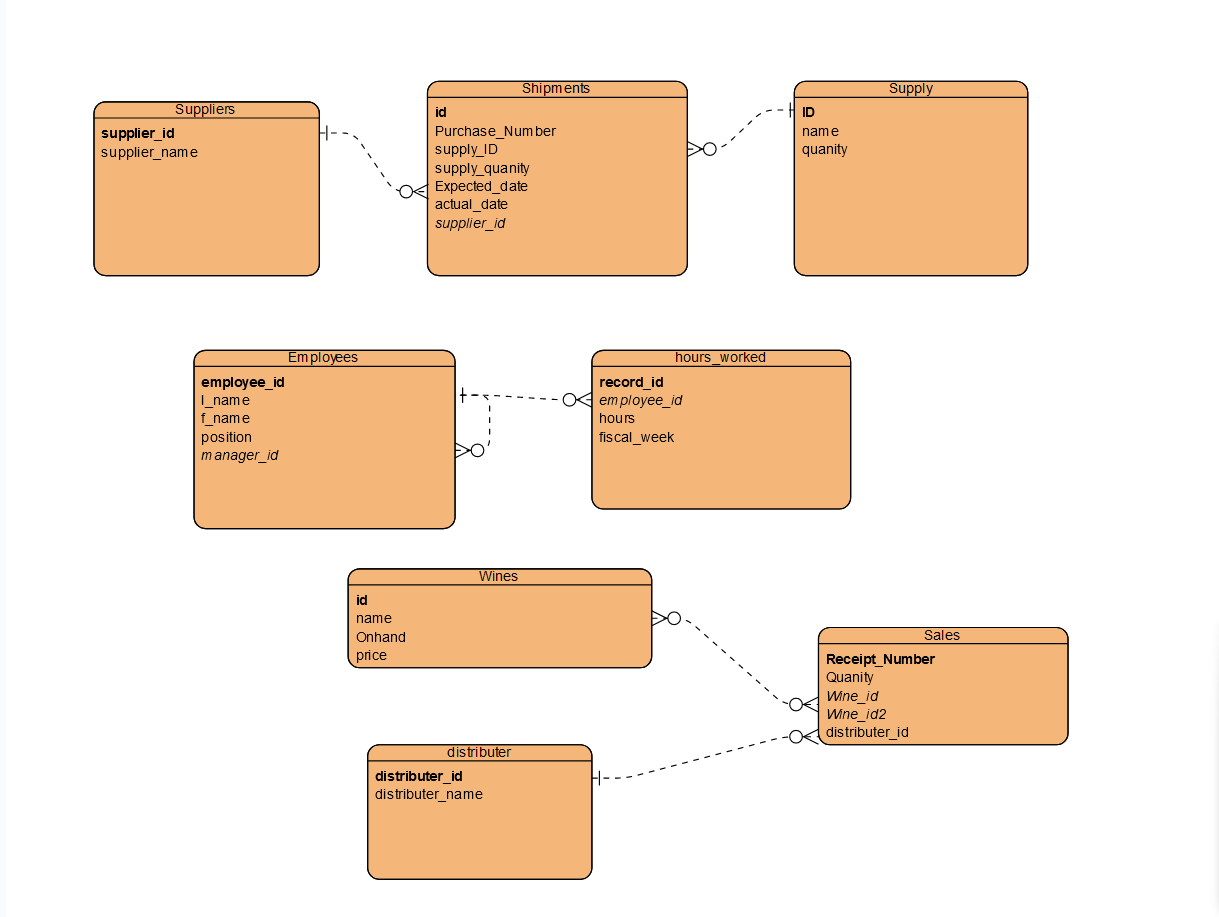 Suppliers
supplier_id
supplier_name
Shipments
id
Purchase_Number
supply_ID
supply_quanity
Expected_date
actual_date
supplier_id
Supply
ID
name
quanity
Employees
employee_id
l_name
f_name
position
manager_id
hours_worked
record_id
employee_id
hours
fiscal_week
Wines
id
name
Onhand
price
Sales
Receipt_Number
Quanity
Wine_id
Wine_id2
distributer_id
distributer
distributer_id
distributer_name